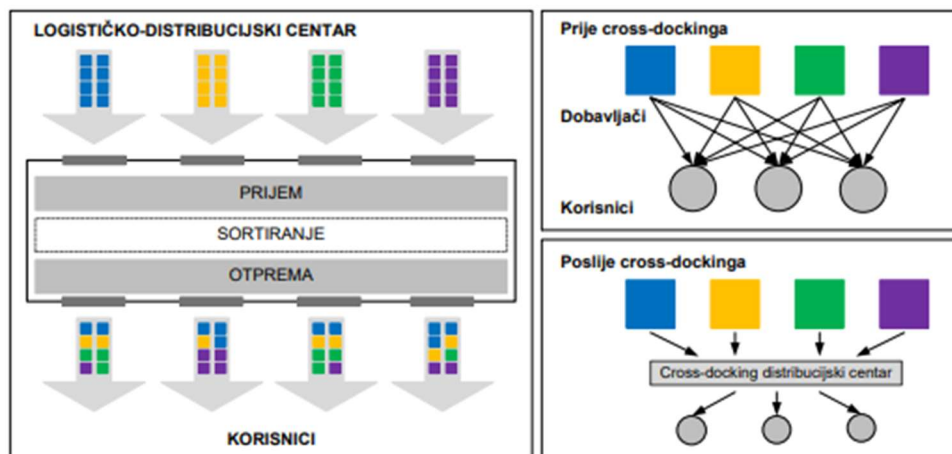 LOGISTIČKO-DISTRIBUCIJSKI CENTAR
PRIJEM
SORTIRANJE
OTPREMA
KORISNICI
Prije cross-dockinga
Dobavljači
Korisnici
Poslije cross-dockinga
Cross-docking distribucijski centar